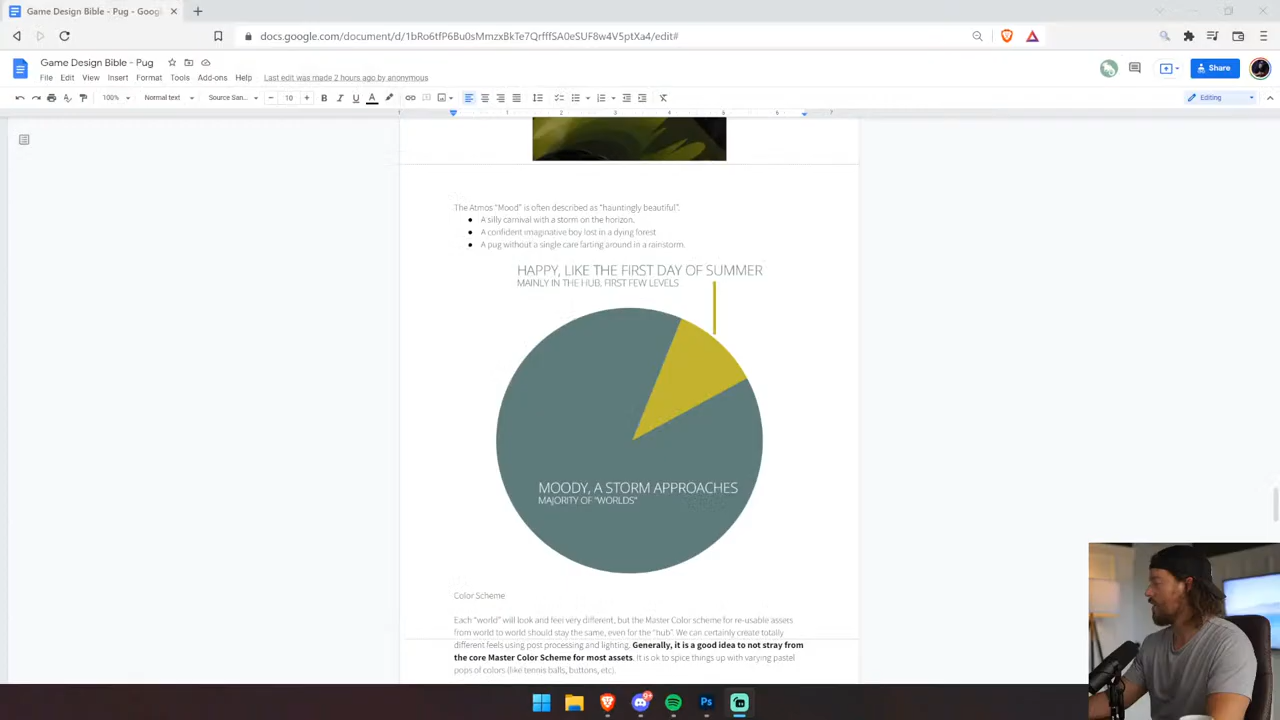 Game Design Bible - Pug - Goog
docs.google.com/document/d/1bRo6tfP6Bu0sMmzxBkTe7QrfffSA0eSUF8w4V5ptXa4/edit#
Game Design Bible - Pug
File Edit View Insert Format Tools Add-ons Help Last edit was made 2 hours ago by anonymous
Share
100% Normal text Source San... 10 Editing
The Atmos "Mood" is often described as "hauntingly beautiful".
● A silly carnival with a storm on the horizon.
● A confident imaginative boy lost in a dying forest
● A pug without a single care farting around in a rainstorm.
HAPPY, LIKE THE FIRST DAY OF SUMMER
MAINLY IN THE HUB. FIRST FEW LEVELS
MOODY, A STORM APPROACHES
MAJORITY OF "WORLDS"
Color Scheme
Each "world" will look and feel very different, but the Master Color scheme for re-usable assets
from world to world should stay the same, even for the "hub". We can certainly create totally
different feels using post processing and lighting. Generally, it is a good idea to not stray from
the core Master Color Scheme for most assets. It is ok to spice things up with varying pastel
pops of colors (like tennis balls, buttons, etc).
Ps